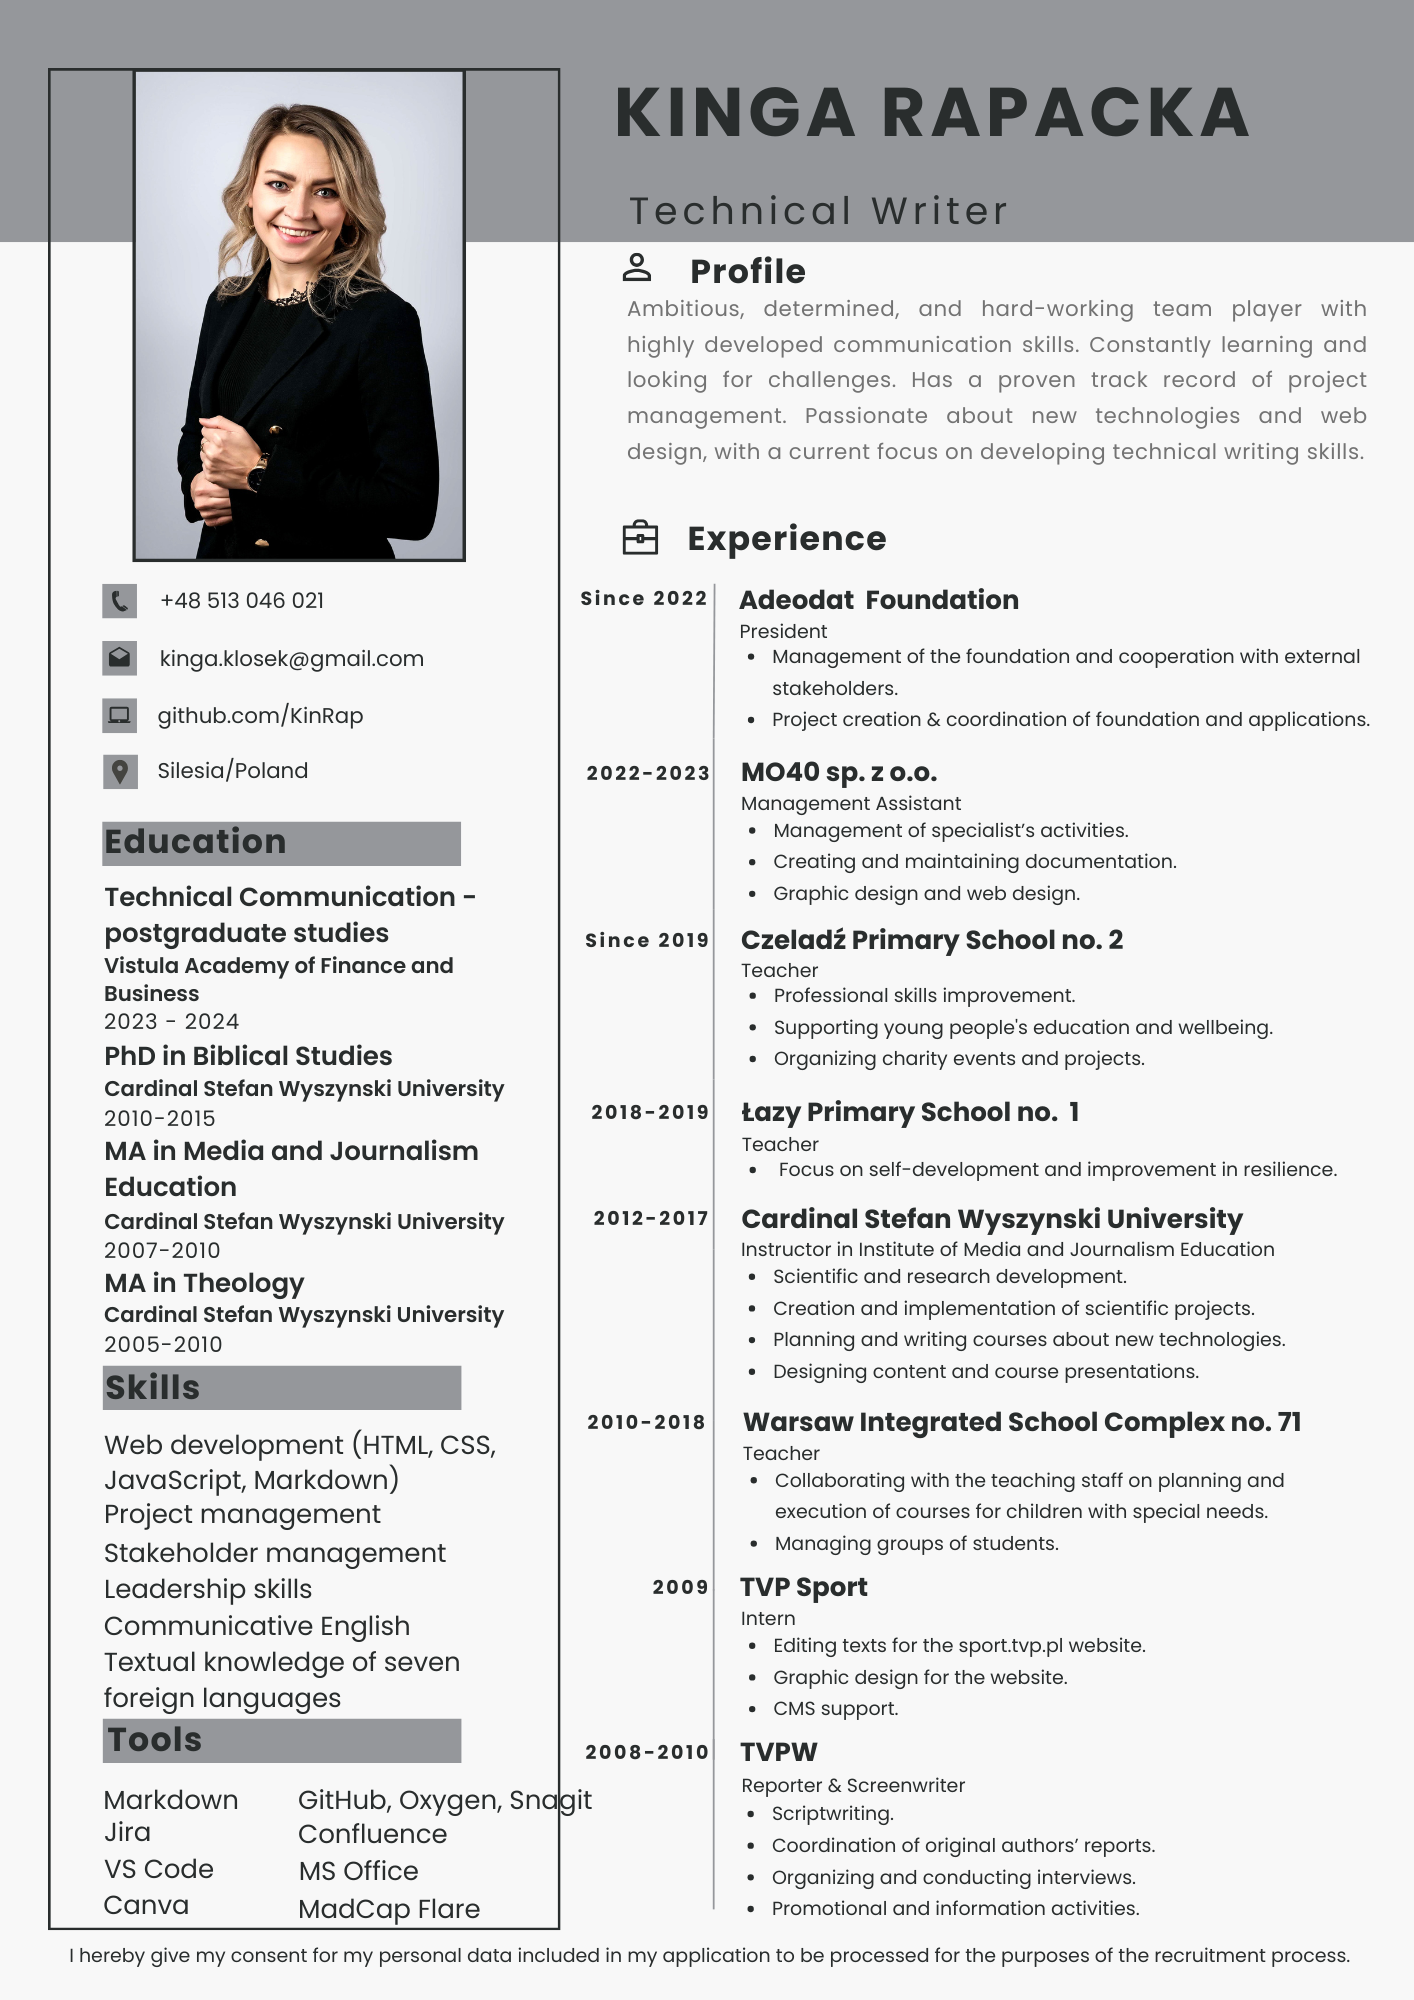 KINGA RAPACKA
Technical Writer
+48 513 046 021
kinga.klosek@gmail.com
github.com/KinRap
Silesia/Poland
Education
Technical Communication -
postgraduate studies
Vistula Academy of Finance and
Business
2023 - 2024
PhD in Biblical Studies
Cardinal Stefan Wyszynski University
2010-2015
MA in Media and Journalism
Education
Cardinal Stefan Wyszynski University
2007-2010
MA in Theology
Cardinal Stefan Wyszynski University
2005-2010
Skills
Web development (HTML, CSS,
JavaScript, Markdown)
Project management
Stakeholder management
Leadership skills
Communicative English
Textual knowledge of seven
foreign languages
Tools
Markdown GitHub, Oxygen, Snagit
Jira Confluence
VS Code MS Office
Canva MadCap Flare
Profile
Ambitious, determined, and hard-working team player with
highly developed communication skills. Constantly learning and
looking for challenges. Has a proven track record of project
management. Passionate about new technologies and web
design, with a current focus on developing technical writing skills.
Experience
Since 2022 Adeodat Foundation
President
• Management of the foundation and cooperation with external
stakeholders.
• Project creation & coordination of foundation and applications.
2022-2023 MO40 sp. z o.o.
Management Assistant
• Management of specialist’s activities.
• Creating and maintaining documentation.
• Graphic design and web design.
Since 2019 Czeladź Primary School no. 2
Teacher
• Professional skills improvement.
• Supporting young people's education and wellbeing.
• Organizing charity events and projects.
2018-2019 Łazy Primary School no. 1
Teacher
• Focus on self-development and improvement in resilience.
2012-2017 Cardinal Stefan Wyszynski University
Instructor in Institute of Media and Journalism Education
• Scientific and research development.
• Creation and implementation of scientific projects.
• Planning and writing courses about new technologies.
• Designing content and course presentations.
2010-2018 Warsaw Integrated School Complex no. 71
Teacher
• Collaborating with the teaching staff on planning and
execution of courses for children with special needs.
• Managing groups of students.
2009 TVP Sport
Intern
• Editing texts for the sport.tvp.pl website.
• Graphic design for the website.
• CMS support.
2008-2010 TVPW
Reporter & Screenwriter
• Scriptwriting.
• Coordination of original authors’ reports.
• Organizing and conducting interviews.
• Promotional and information activities.
I hereby give my consent for my personal data included in my application to be processed for the purposes of the recruitment process.